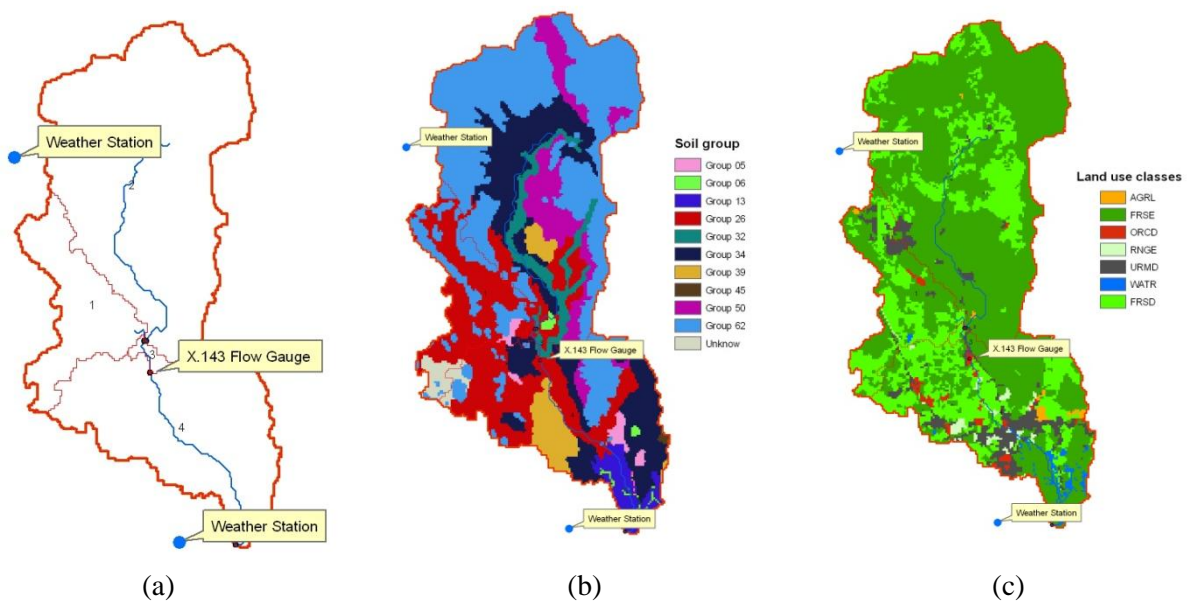 Weather Station
2
1
3
X.143 Flow Gauge
4
Weather Station
(a)
Weather Station
Soil group
Group 05
Group 06
Group 13
Group 26
Group 32
Group 34
Group 39
Group 45
Group 50
Group 62
Unknow
X.143 Flow Gauge
Weather Station
(b)
Weather Station
Land use classes
AGRL
FRSE
ORCD
RNGE
URMD
WATR
FRSD
X.143 Flow Gauge
Weather Station
(c)